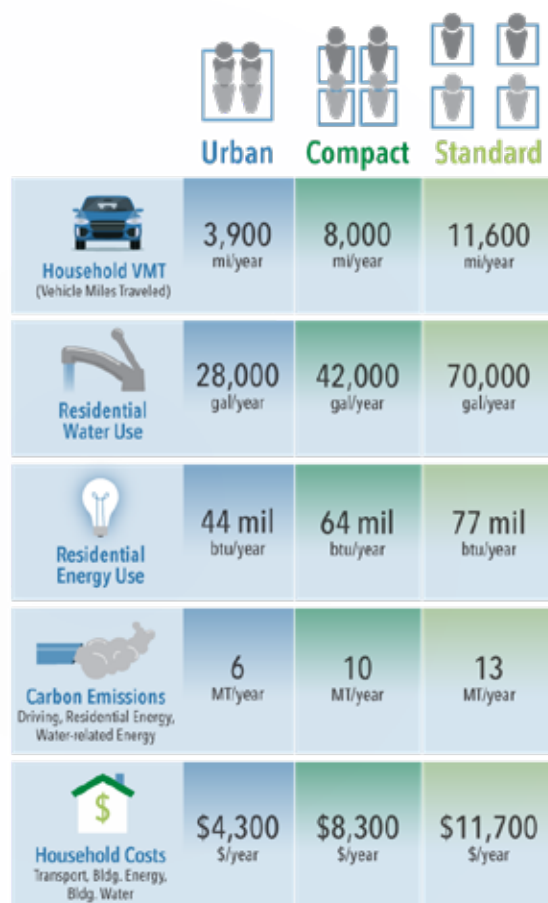 Urban Compact Standard
Household VMT
(Vehicle Miles Traveled)
3,900 8,000 11,600
mi/year mi/year mi/year
Residential
Water Use
28,000 42,000 70,000
gal/year gal/year gal/year
Residential
Energy Use
44 mil 64 mil 77 mil
btu/year btu/year btu/year
Carbon Emissions
Driving, Residential Energy,
Water-related Energy
6 10 13
MT/year MT/year MT/year
$
Household Costs
Transport, Bldg. Energy,
Bldg. Water
$4,300 $8,300 $11,700
$/year $/year $/year